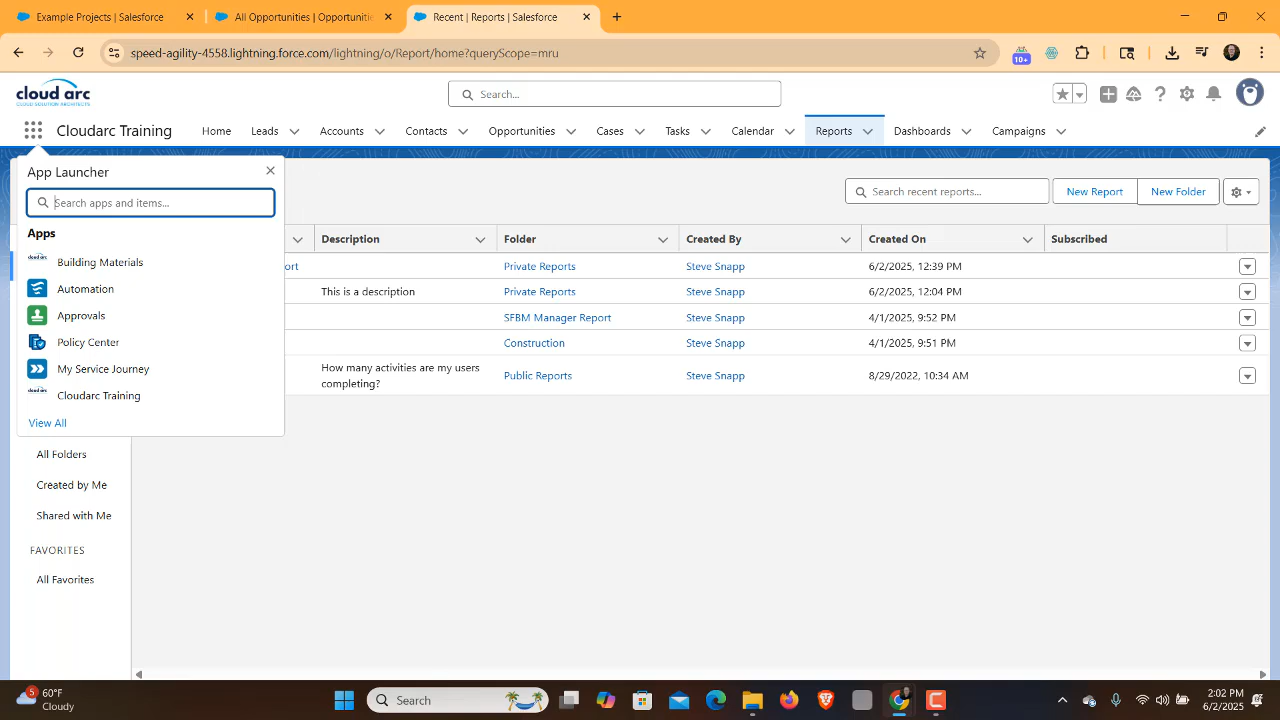 Example Projects | Salesforce
All Opportunities | Opportunitie
Recent | Reports | Salesforce
speed-agility-4558.lightning.force.com/lightning/o/Report/home?queryScope=mru
10+
cloud arc
CLOUD SOLUTION ARCHITECTS
Search...
Cloudarc Training
Home
Leads
Accounts
Contacts
Opportunities
Cases
Tasks
Calendar
Reports
Dashboards
Campaigns
App Launcher
Search apps and items...
Apps
Building Materials
Automation
Approvals
Policy Center
My Service Journey
Cloudarc Training
View All
Search recent reports...
New Report
New Folder
Description
Folder
Created By
Created On
Subscribed
ort
Private Reports
Steve Snapp
6/2/2025, 12:39 PM
This is a description
Private Reports
Steve Snapp
6/2/2025, 12:04 PM
SFBM Manager Report
Steve Snapp
4/1/2025, 9:52 PM
Construction
Steve Snapp
4/1/2025, 9:51 PM
How many activities are my users
completing?
Public Reports
Steve Snapp
8/29/2022, 10:34 AM
All Folders
Created by Me
Shared with Me
FAVORITES
All Favorites
5
60°F
Cloudy
Search
2:02 PM
6/2/2025